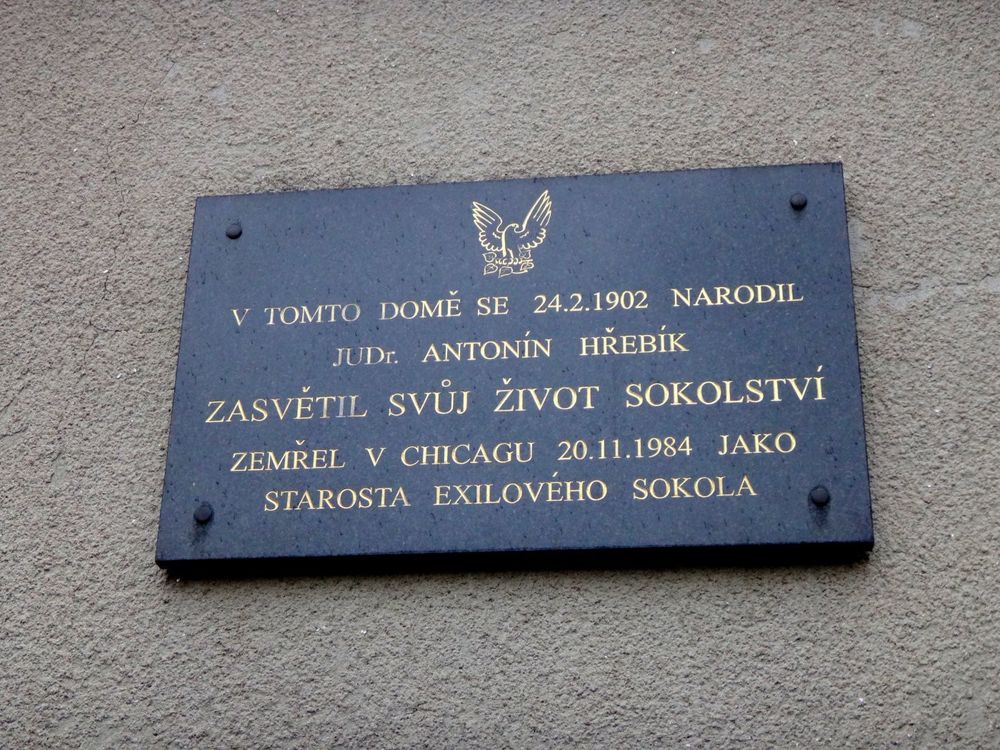 V TOMTO DOMĚ SE 24.2.1902 NARODIL
JUDr. ANTONÍN HŘEBÍK
ZASVĚTIL SVŮJ ŽIVOT SOKOLSTVÍ
ZEMŘEL V CHICAGU 20.11.1984 JAKO
STAROSTA EXILOVÉHO SOKOLA